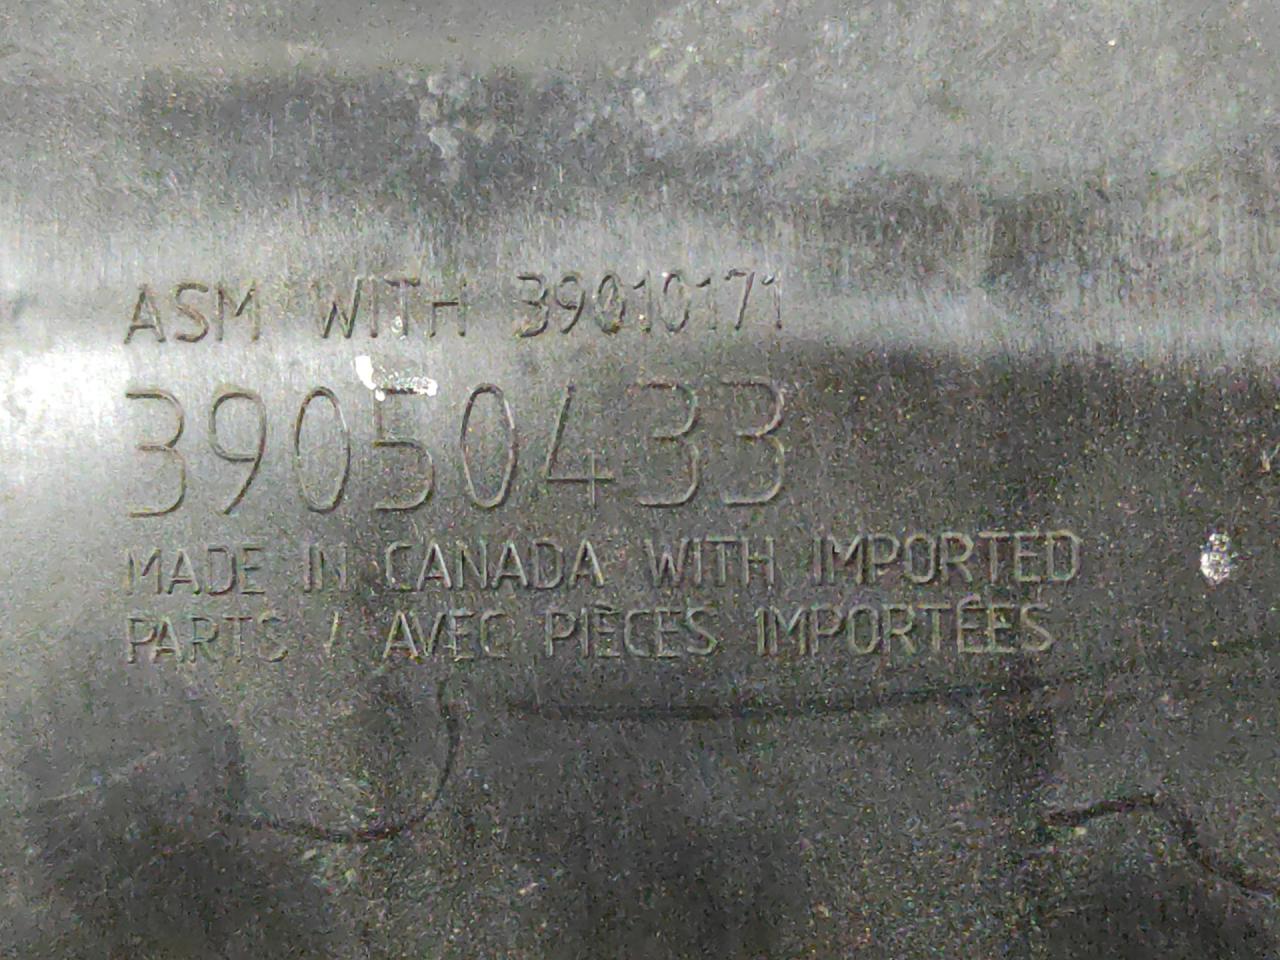 ASM WITH 39010171
39050433
MADE IN CANADA WITH IMPORTED
PARTS / AVEC PIÈCES IMPORTÉES